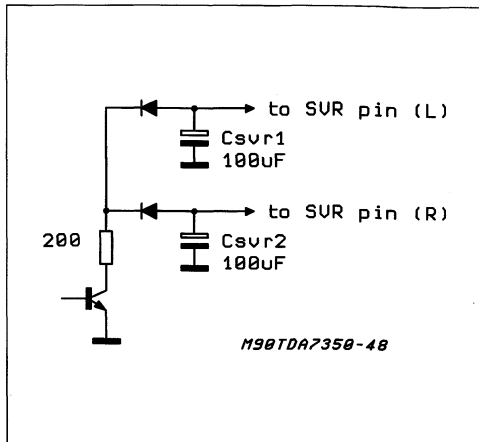 to SVR pin (L)
Csvr1
100uF
to SVR pin (R)
200
Csvr2
100uF
M90TDA7350-48